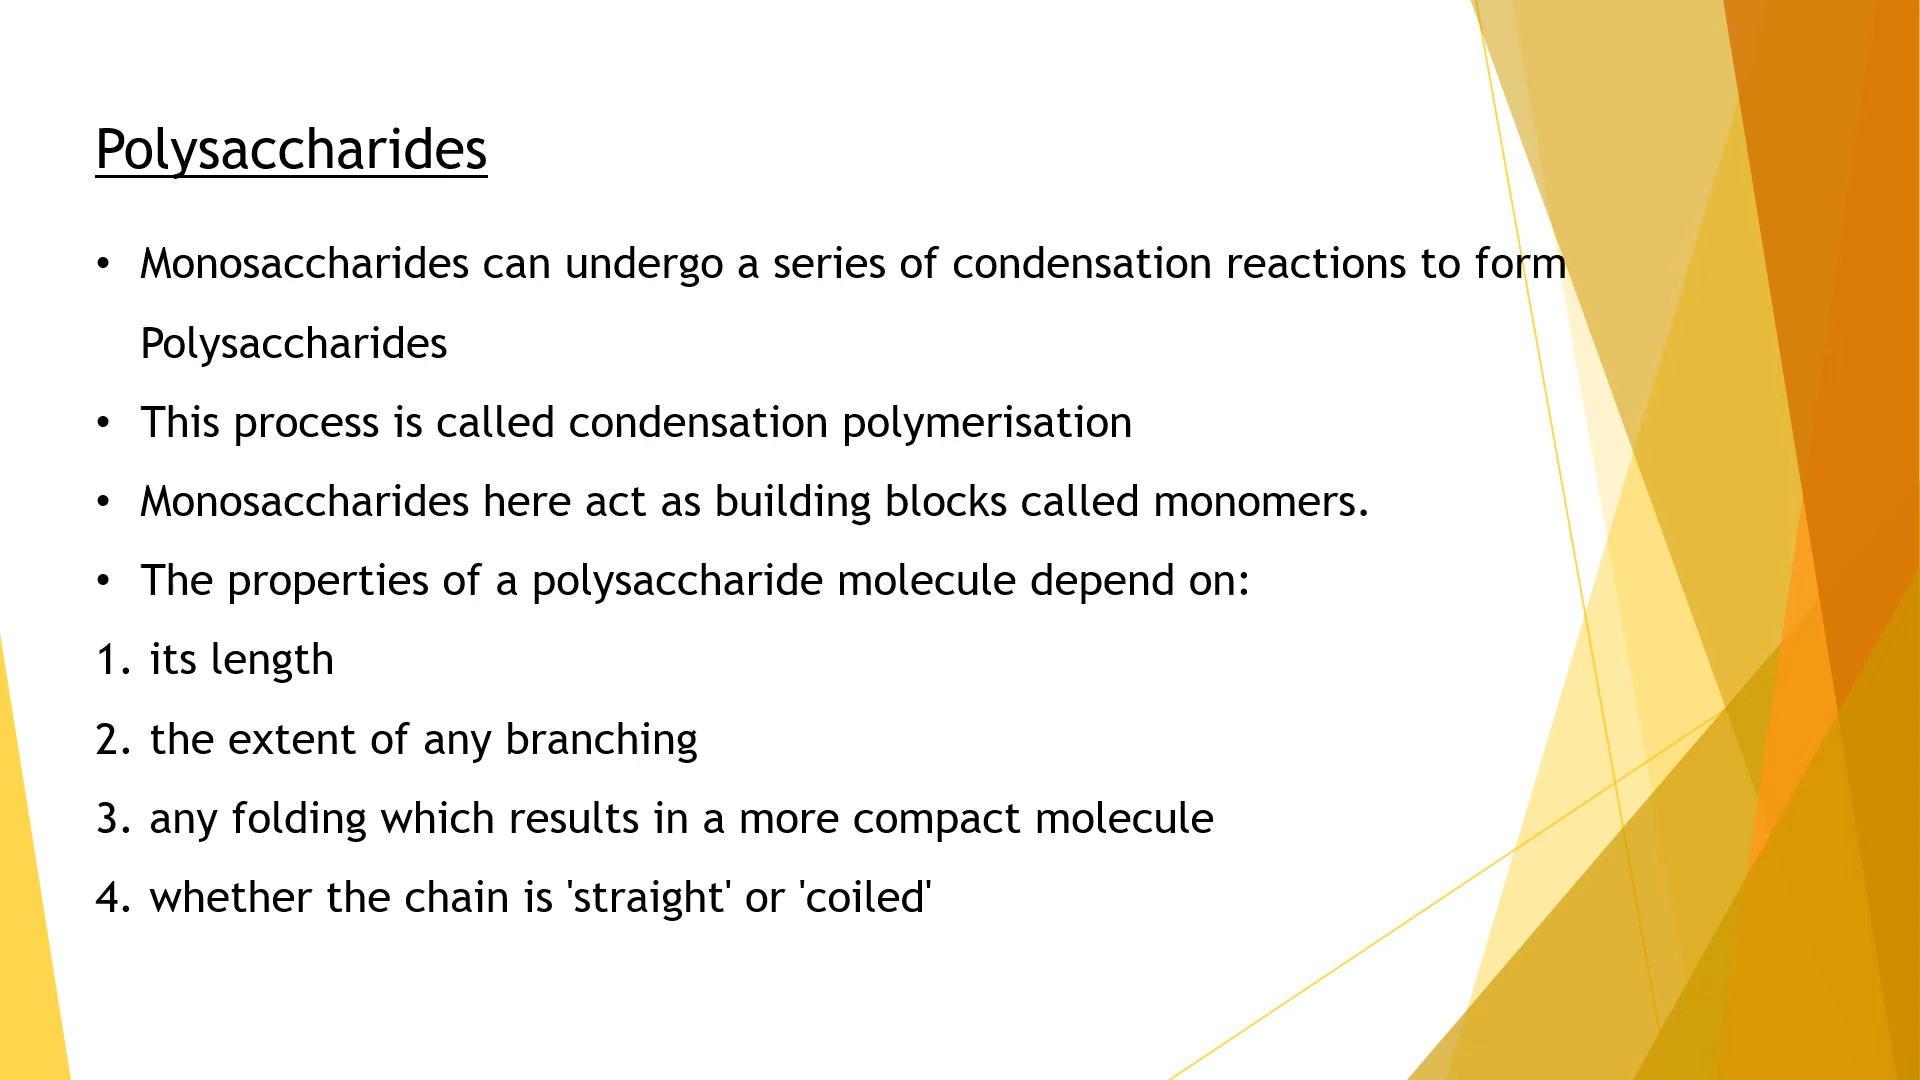 Polysaccharides
• Monosaccharides can undergo a series of condensation reactions to form
Polysaccharides
• This process is called condensation polymerisation
• Monosaccharides here act as building blocks called monomers.
• The properties of a polysaccharide molecule depend on:
1. its length
2. the extent of any branching
3. any folding which results in a more compact molecule
4. whether the chain is 'straight' or 'coiled'